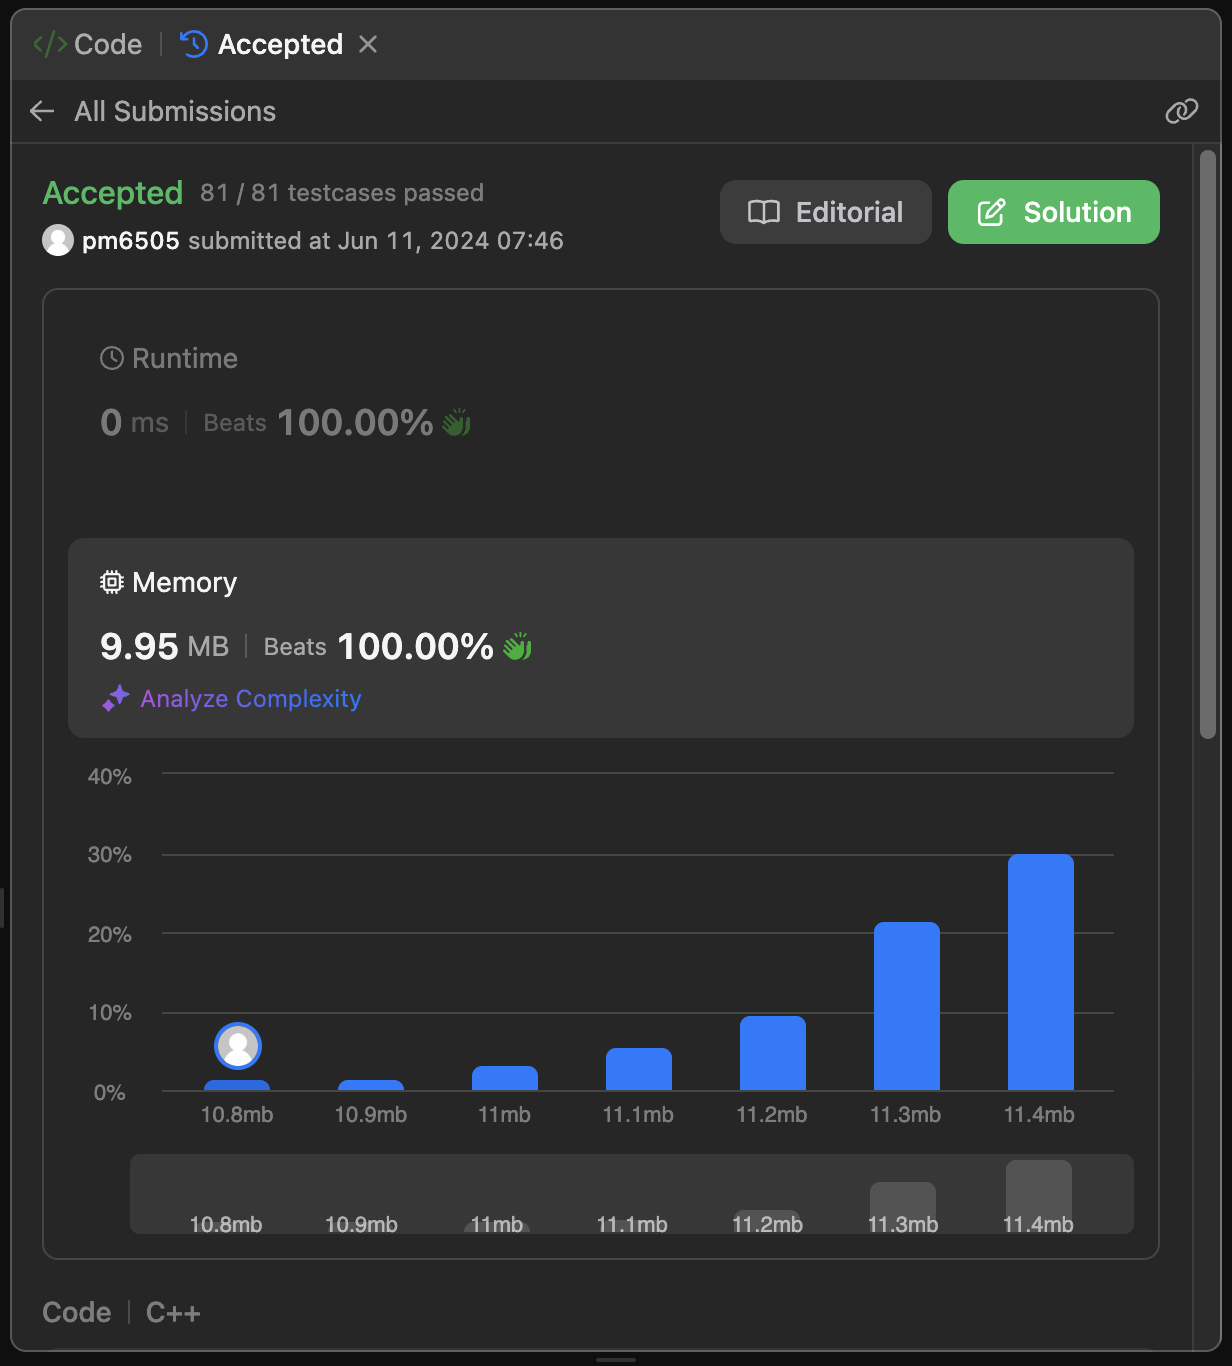 </> Code | Accepted
All Submissions
Accepted 81 / 81 testcases passed
pm6505 submitted at Jun 11, 2024 07:46
Editorial
Solution
Runtime
0 ms | Beats 100.00%
Memory
9.95 MB | Beats 100.00%
Analyze Complexity
40%
30%
20%
10%
0%
10.8mb 10.9mb 11mb 11.1mb 11.2mb 11.3mb 11.4mb
10.8mb 10.9mb 11mb 11.1mb 11.2mb 11.3mb 11.4mb
Code | C++